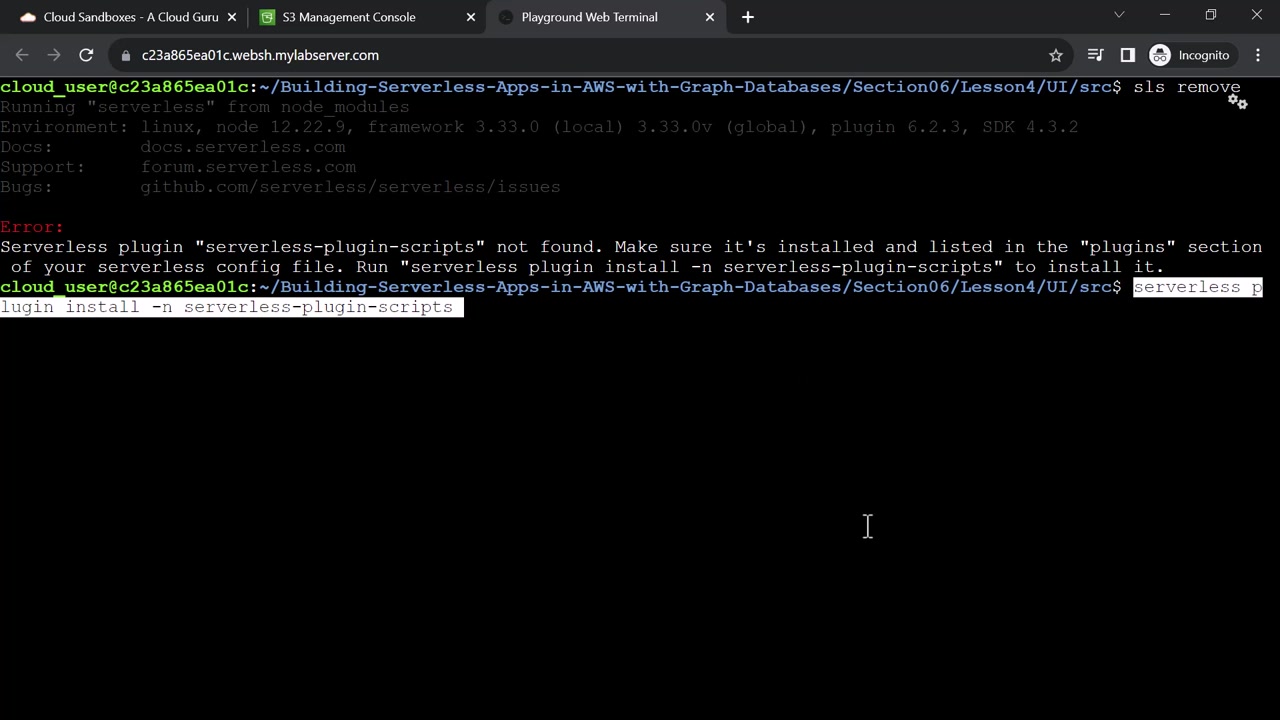 Cloud Sandboxes - A Cloud Guru
S3 Management Console
Playground Web Terminal
c23a865ea01c.websh.mylabserver.com
Incognito
cloud_user@c23a865ea01c:~/Building-Serverless-Apps-in-AWS-with-Graph-Databases/Section06/Lesson4/UI/src$ sls remove
Running "serverless" from node_modules
Environment: linux, node 12.22.9, framework 3.33.0 (local) 3.33.0v (global), plugin 6.2.3, SDK 4.3.2
Docs: docs.serverless.com
Support: forum.serverless.com
Bugs: github.com/serverless/serverless/issues
Error:
Serverless plugin "serverless-plugin-scripts" not found. Make sure it's installed and listed in the "plugins" section
of your serverless config file. Run "serverless plugin install -n serverless-plugin-scripts" to install it.
cloud_user@c23a865ea01c:~/Building-Serverless-Apps-in-AWS-with-Graph-Databases/Section06/Lesson4/UI/src$ serverless p
lugin install -n serverless-plugin-scripts